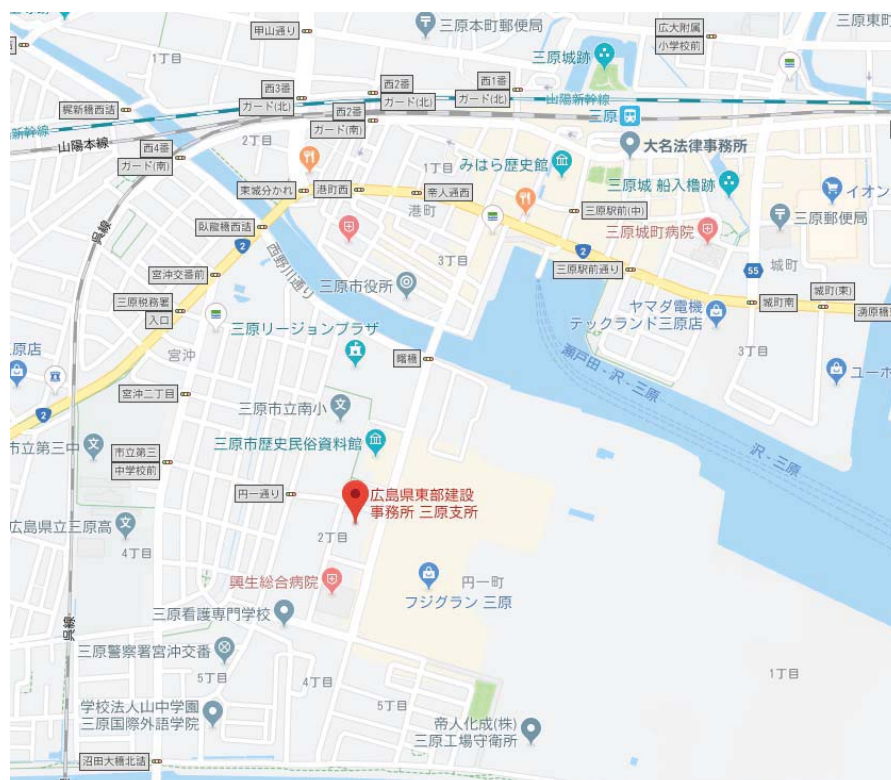 甲山通り
三原本町郵便局
広大附属
小学校前
三原東町
1丁目
三原城跡
西3番
ガード(北)
西2番
ガード(北)
西1番
ガード(北)
山陽新幹線
梶新橋西詰
新幹線
山陽本線
西4番
ガード(南)
2丁目
西2番
ガード(南)
三原
大名法律事務所
1丁目
みはら歴史館
三原城 船入櫓跡
イオン
東城分かれ
港町西
帝人通西
港町
三原駅前(中)
三原郵便局
呉線
臥龍橋西詰
2
西野川通り
三原城町病院
城町
3丁目
2
宮沖交番前
三原市役所
三原駅前通り
55
城町(東)
三原税務署
入口
ヤマダ電機
テックランド三原店
城町南
湧原橋
三原リージョンプラザ
原店
宮沖
曙橋
瀬戸田 - 沢 - 三原
3丁目
ユーホ
宮沖二丁目
2
三原市立南小
沢 - 三原
市立第三中
市立第三
中学校前
三原市歴史民俗資料館
円一通り
広島県東部建設
事務所 三原支所
広島県立三原高
4丁目
2丁目
興生総合病院
円一町
フジグラン 三原
三原看護専門学校
呉線
三原警察署宮沖交番
1丁目
5丁目
4丁目
学校法人山中学園
三原国際外語学院
5丁目
帝人化成(株)
三原工場守衛所
沼田大橋北詰